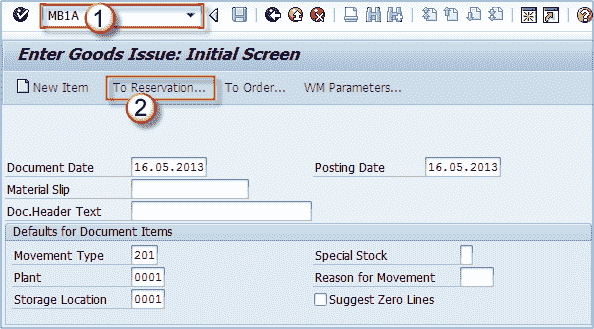 MB1A
1
Enter Goods Issue: Initial Screen
New Item To Reservation... To Order... WM Parameters...
2
Document Date 16.05.2013 Posting Date 16.05.2013
Material Slip
Doc.Header Text
Defaults for Document Items
Movement Type 201 Special Stock
Plant 0001 Reason for Movement
Storage Location 0001 Suggest Zero Lines